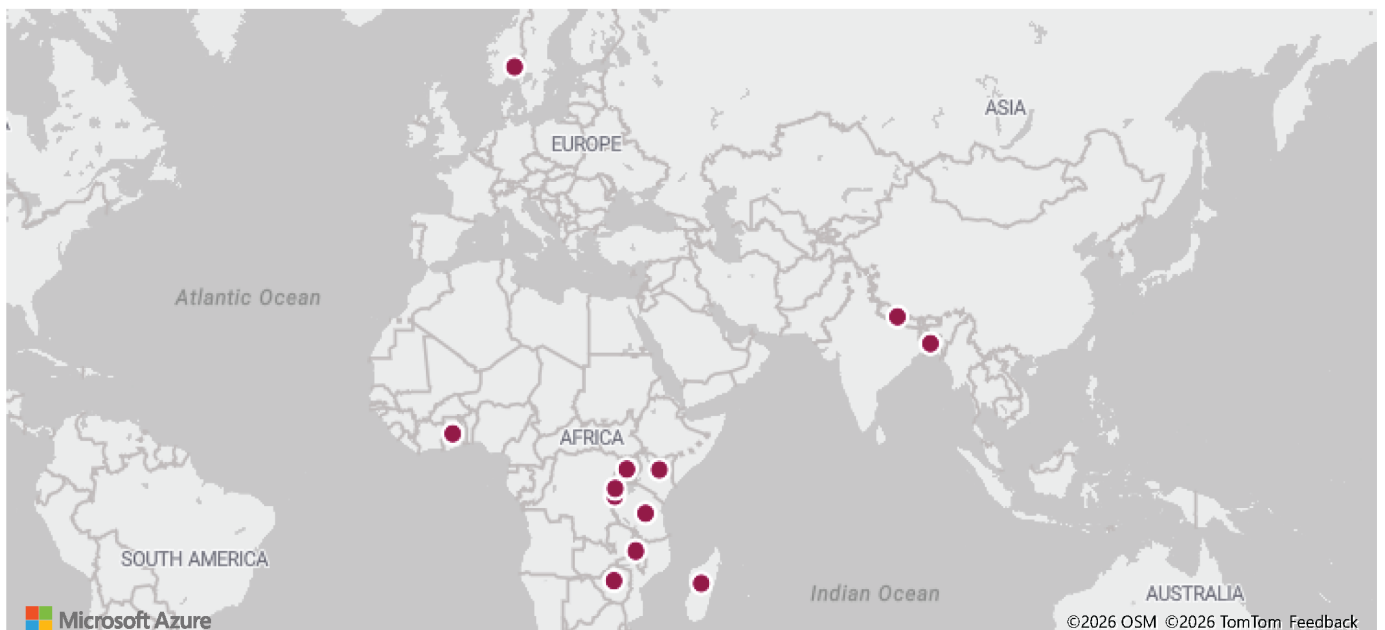 ASIA
EUROPE
Atlantic Ocean
AFRICA
SOUTH AMERICA
Indian Ocean
AUSTRALIA
Microsoft Azure
©2026 OSM ©2026 TomTom Feedback